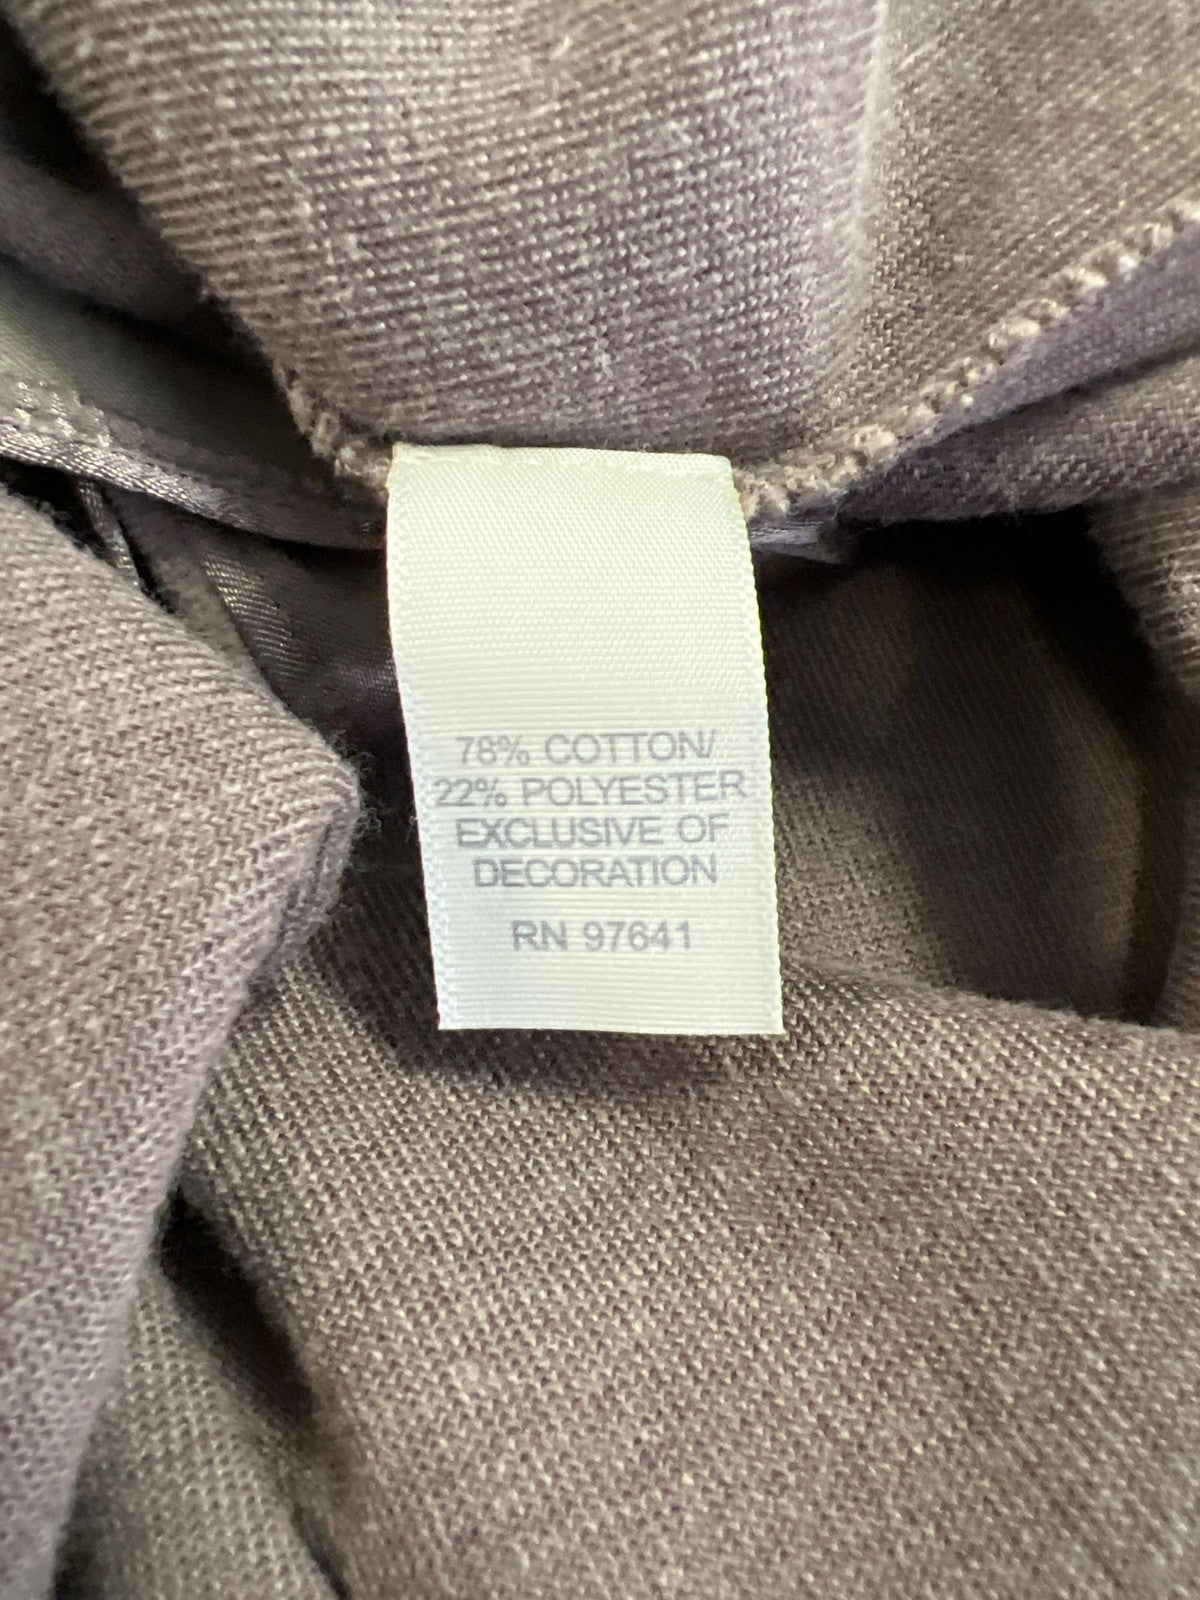 78% COTTON/
22% POLYESTER
EXCLUSIVE OF
DECORATION
RN 97641